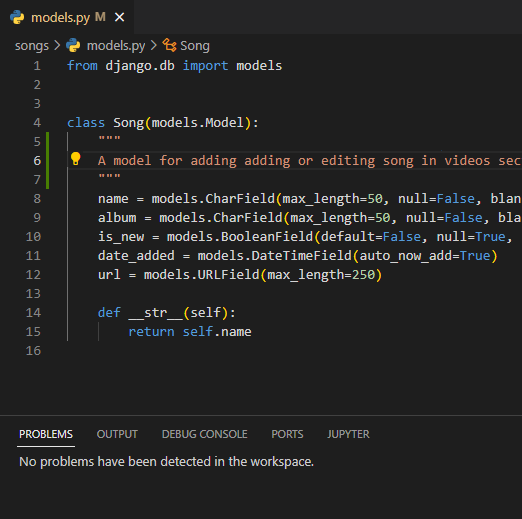 models.py M
songs > models.py > Song
1 from django.db import models
2
3
4 class Song(models.Model):
5 """
6 A model for adding adding or editing song in videos sec
7 """
8 name = models.CharField(max_length=50, null=False, blan
9 album = models.CharField(max_length=50, null=False, bla
10 is_new = models.BooleanField(default=False, null=True,
11 date_added = models.DateTimeField(auto_now_add=True)
12 url = models.URLField(max_length=250)
13
14 def __str__(self):
15 return self.name
16
PROBLEMS OUTPUT DEBUG CONSOLE PORTS JUPYTER
No problems have been detected in the workspace.